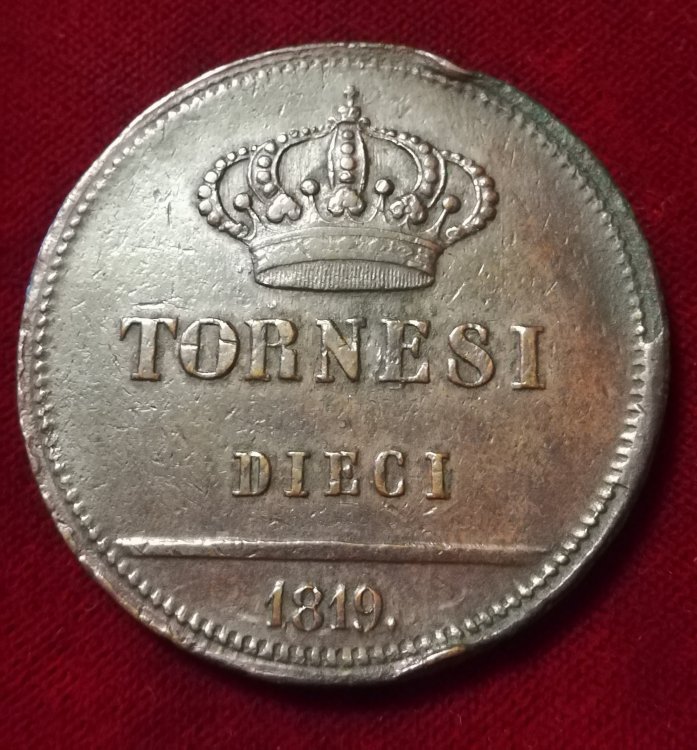 TORNESI
DIECI
1819.